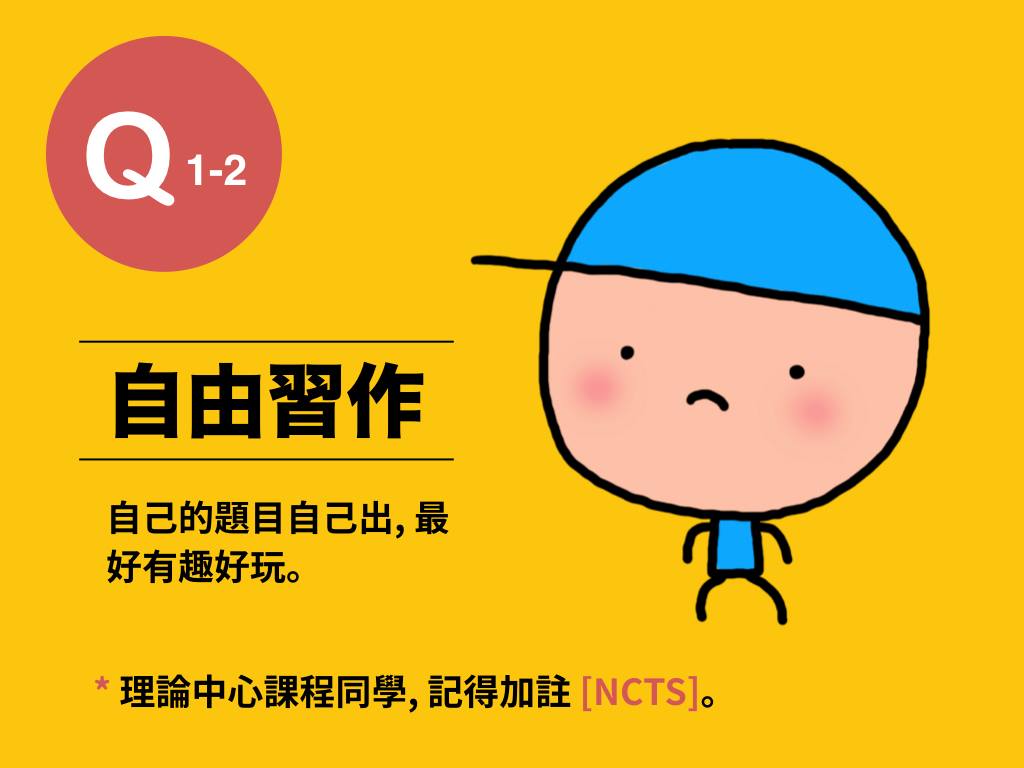 Q 1-2
自由習作
自己的題目自己出, 最
好有趣好玩。
* 理論中心課程同學, 記得加註 [NCTS]。